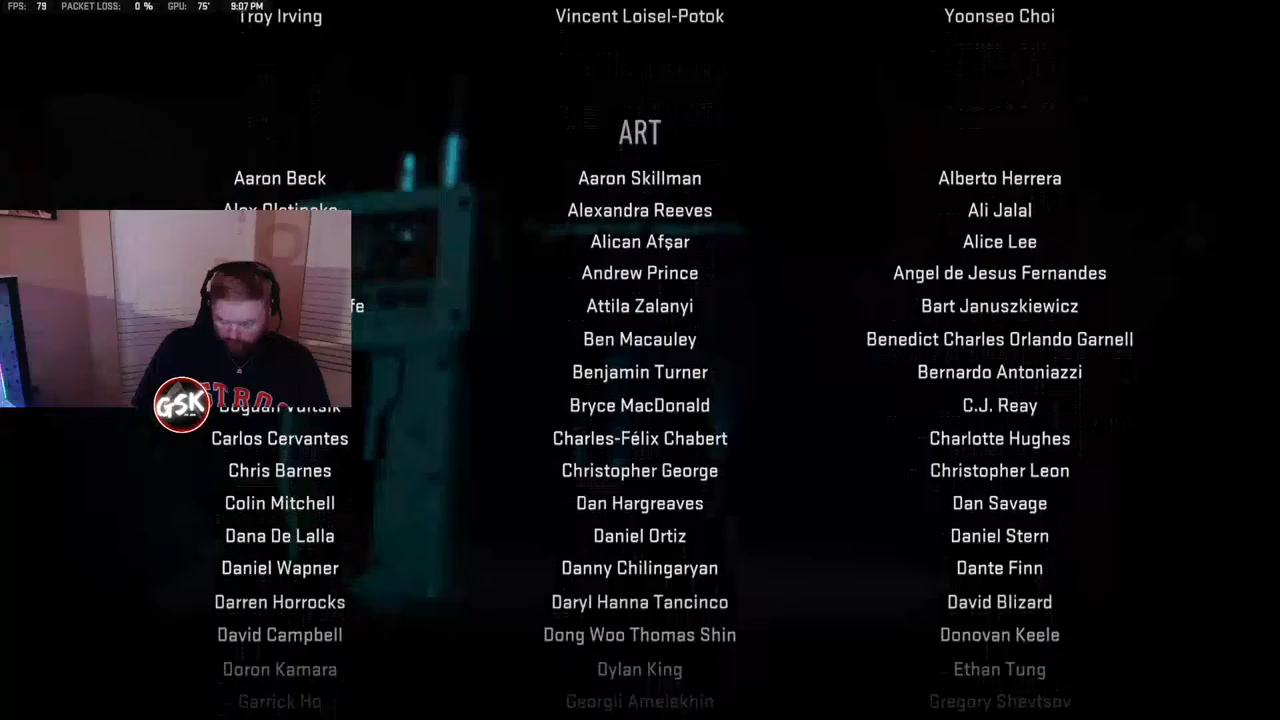 FPS: 79 PACKET LOSS: 0 % GPU: 75° 9:07 PM
Troy Irving Vincent Loisel-Potok Yoonseo Choi
ART
Aaron Beck Aaron Skillman Alberto Herrera
Alexandra Reeves Ali Jalal
Alican Afşar Alice Lee
Andrew Prince Angel de Jesus Fernandes
fe Attila Zalanyi Bart Januszkiewicz
Ben Macauley Benedict Charles Orlando Garnell
Benjamin Turner Bernardo Antoniazzi
GSK Bryce MacDonald C.J. Reay
Carlos Cervantes Charles-Félix Chabert Charlotte Hughes
Chris Barnes Christopher George Christopher Leon
Colin Mitchell Dan Hargreaves Dan Savage
Dana De Lalla Daniel Ortiz Daniel Stern
Daniel Wapner Danny Chilingaryan Dante Finn
Darren Horrocks Daryl Hanna Tancinco David Blizard
David Campbell Dong Woo Thomas Shin Donovan Keele
Doron Kamara Dylan King Ethan Tung
Garrick Ho Georgii Amelekhin Gregory Shevtsov